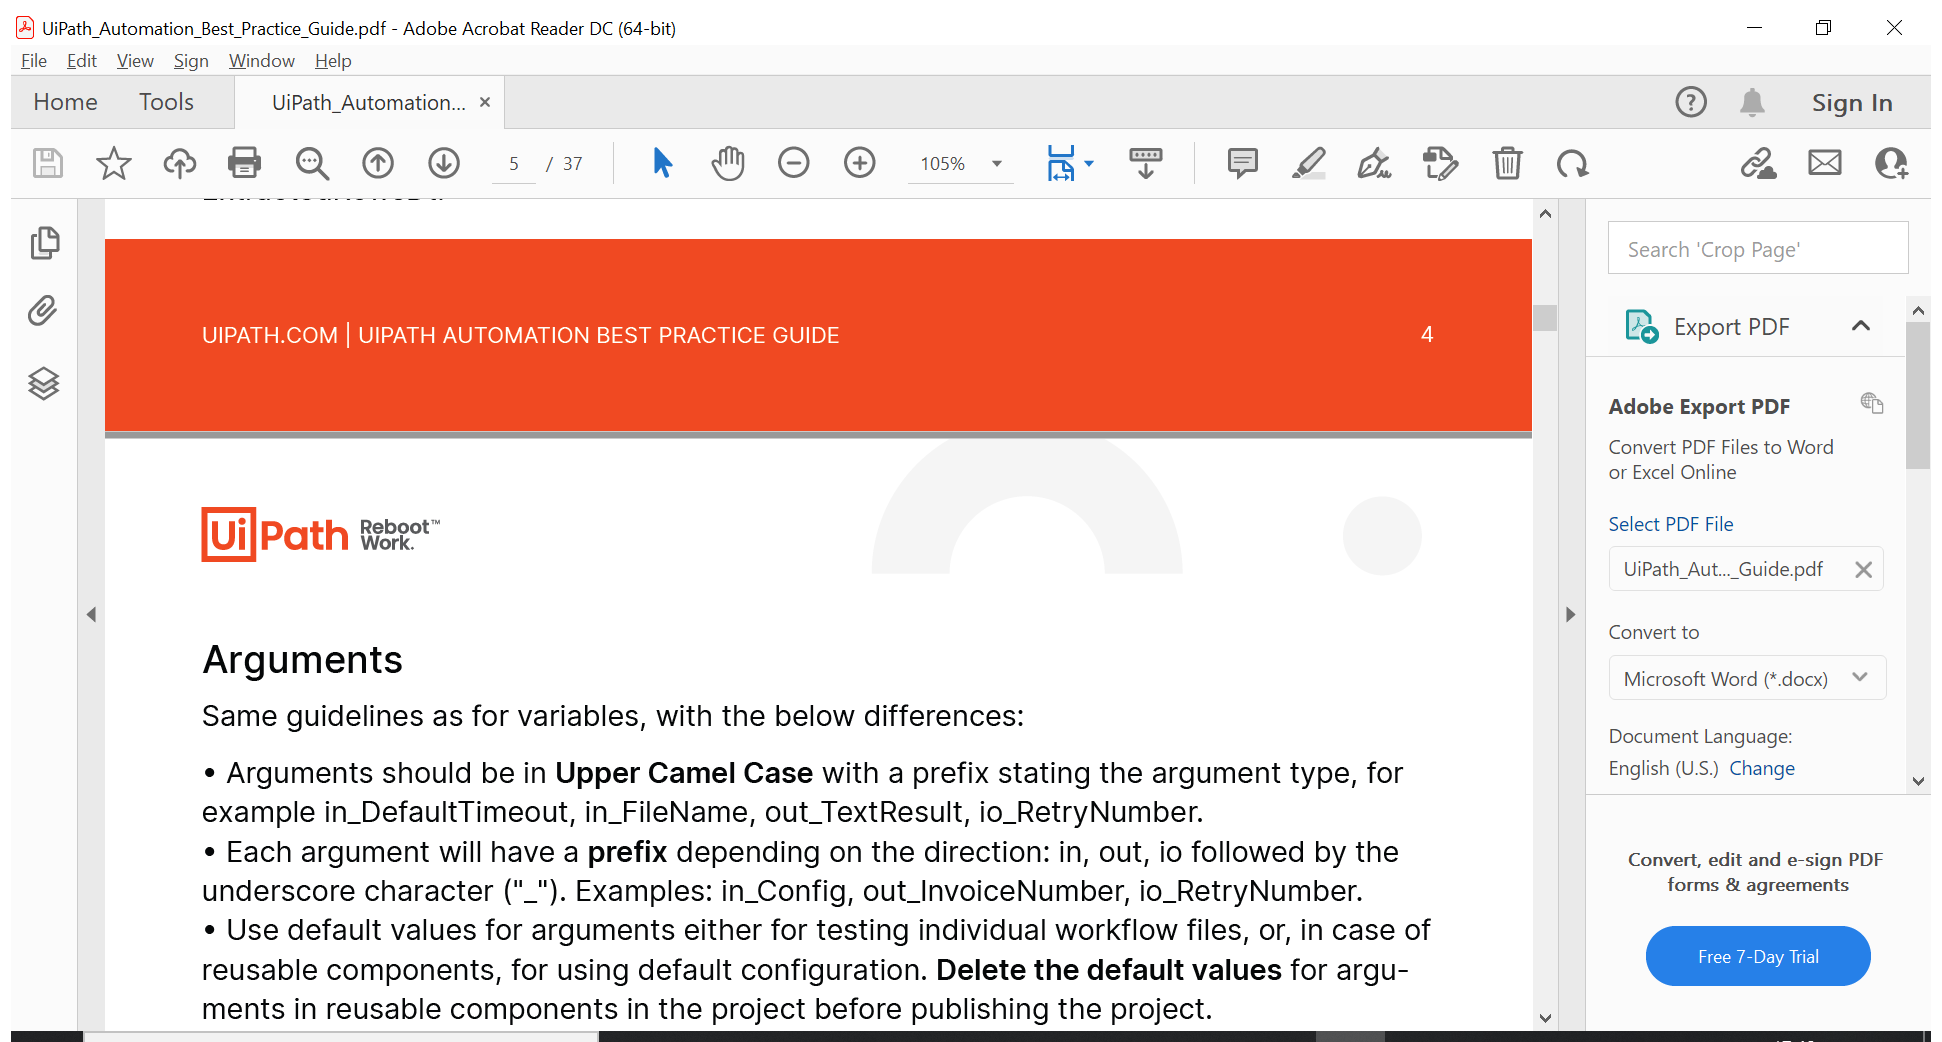 UiPath_Automation_Best_Practice_Guide.pdf - Adobe Acrobat Reader DC (64-bit)
File Edit View Sign Window Help
Home Tools UiPath_Automation... × Sign In
5 / 37 105%
UIPATH.COM | UIPATH AUTOMATION BEST PRACTICE GUIDE 4
Ui Path Reboot™
Work.
Arguments
Same guidelines as for variables, with the below differences:
• Arguments should be in Upper Camel Case with a prefix stating the argument type, for
example in_DefaultTimeout, in_FileName, out_TextResult, io_RetryNumber.
• Each argument will have a prefix depending on the direction: in, out, io followed by the
underscore character ("_"). Examples: in_Config, out_InvoiceNumber, io_RetryNumber.
• Use default values for arguments either for testing individual workflow files, or, in case of
reusable components, for using default configuration. Delete the default values for argu-
ments in reusable components in the project before publishing the project.
Search 'Crop Page'
Export PDF
Adobe Export PDF
Convert PDF Files to Word
or Excel Online
Select PDF File
UiPath_Aut..._Guide.pdf
Convert to
Microsoft Word (*.docx)
Document Language:
English (U.S.) Change
Convert, edit and e-sign PDF
forms & agreements
Free 7-Day Trial